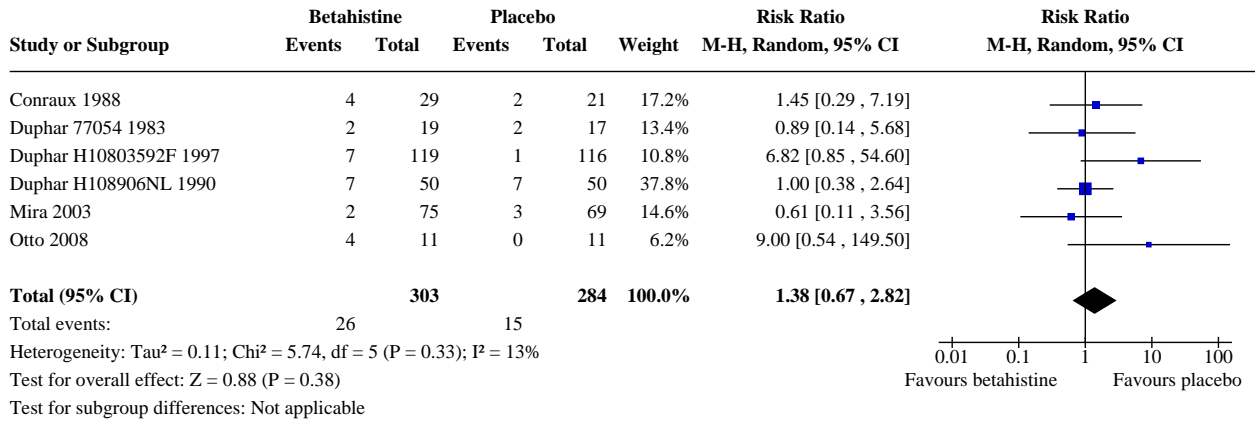 Betahistine Placebo Risk Ratio Risk Ratio
Study or Subgroup Events Total Events Total Weight M-H, Random, 95% CI M-H, Random, 95% CI
Conraux 1988 4 29 2 21 17.2% 1.45 [0.29 , 7.19]
Duphar 77054 1983 2 19 2 17 13.4% 0.89 [0.14 , 5.68]
Duphar H10803592F 1997 7 119 1 116 10.8% 6.82 [0.85 , 54.60]
Duphar H108906NL 1990 7 50 7 50 37.8% 1.00 [0.38 , 2.64]
Mira 2003 2 75 3 69 14.6% 0.61 [0.11 , 3.56]
Otto 2008 4 11 0 11 6.2% 9.00 [0.54 , 149.50]
Total (95% CI) 303 284 100.0% 1.38 [0.67 , 2.82]
Total events: 26 15
Heterogeneity: Tau² = 0.11; Chi² = 5.74, df = 5 (P = 0.33); I² = 13%
Test for overall effect: Z = 0.88 (P = 0.38)
Test for subgroup differences: Not applicable
0.01 0.1 1 10 100
Favours betahistine Favours placebo